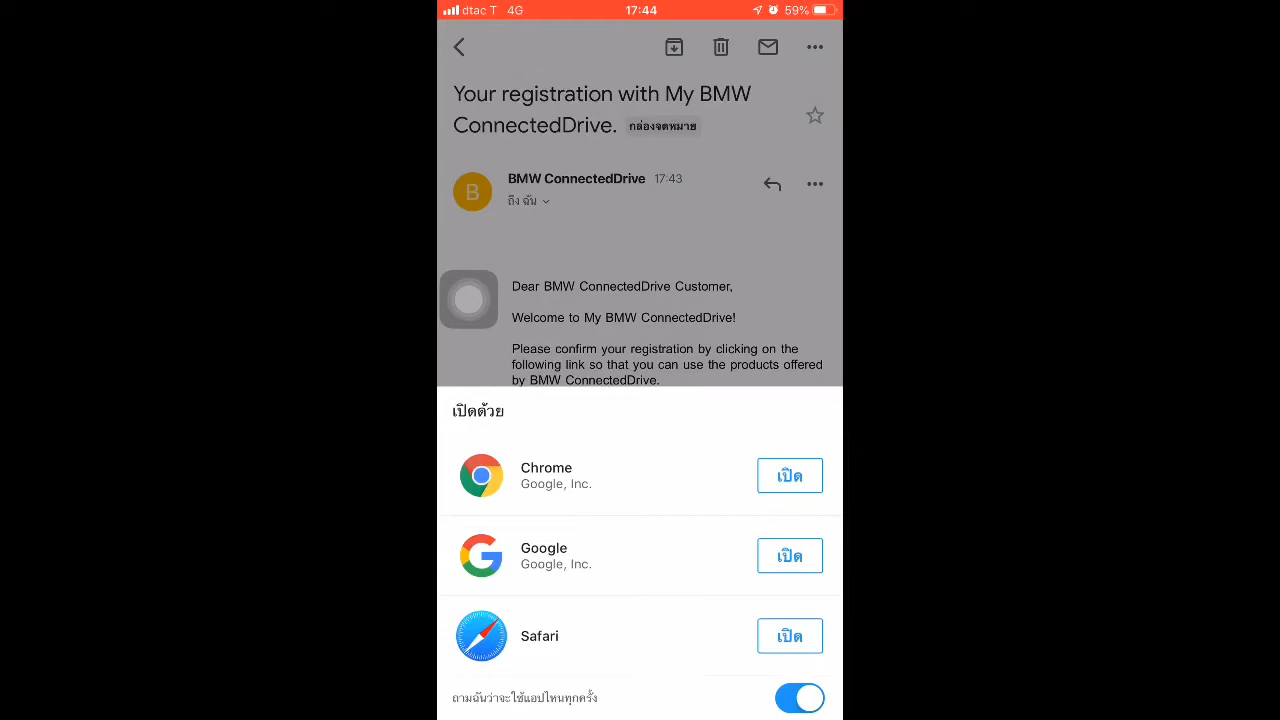 dtac T 4G 17:44 59%
Your registration with My BMW
ConnectedDrive. กล่องจดหมาย
B BMW ConnectedDrive 17:43
ถึง ฉัน
Dear BMW ConnectedDrive Customer,
Welcome to My BMW ConnectedDrive!
Please confirm your registration by clicking on the
following link so that you can use the products offered
by BMW ConnectedDrive.
เปิดด้วย
Chrome
Google, Inc.
เปิด
Google
Google, Inc.
เปิด
Safari
เปิด
ถามฉันว่าจะใช้แอปไหนทุกครั้ง